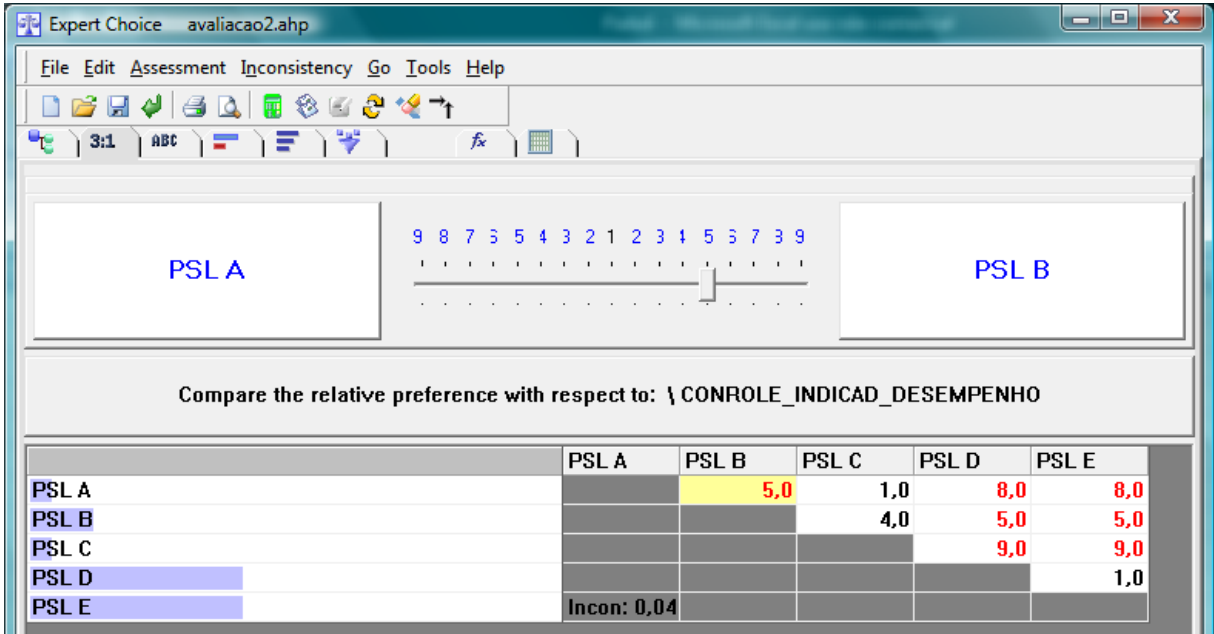 Expert Choice avaliacao2.ahp
File Edit Assessment Inconsistency Go Tools Help
3:1 ABC fx
9 8 7 6 5 4 3 2 1 2 3 4 5 6 7 8 9
PSL A PSL B
Compare the relative preference with respect to: \ CONROLE_INDICAD_DESEMPENHO
PSL A PSL B PSL C PSL D PSL E
PSL A 5,0 1,0 8,0 8,0
PSL B 4,0 5,0 5,0
PSL C 9,0 9,0
PSL D 1,0
PSL E Incon: 0,04